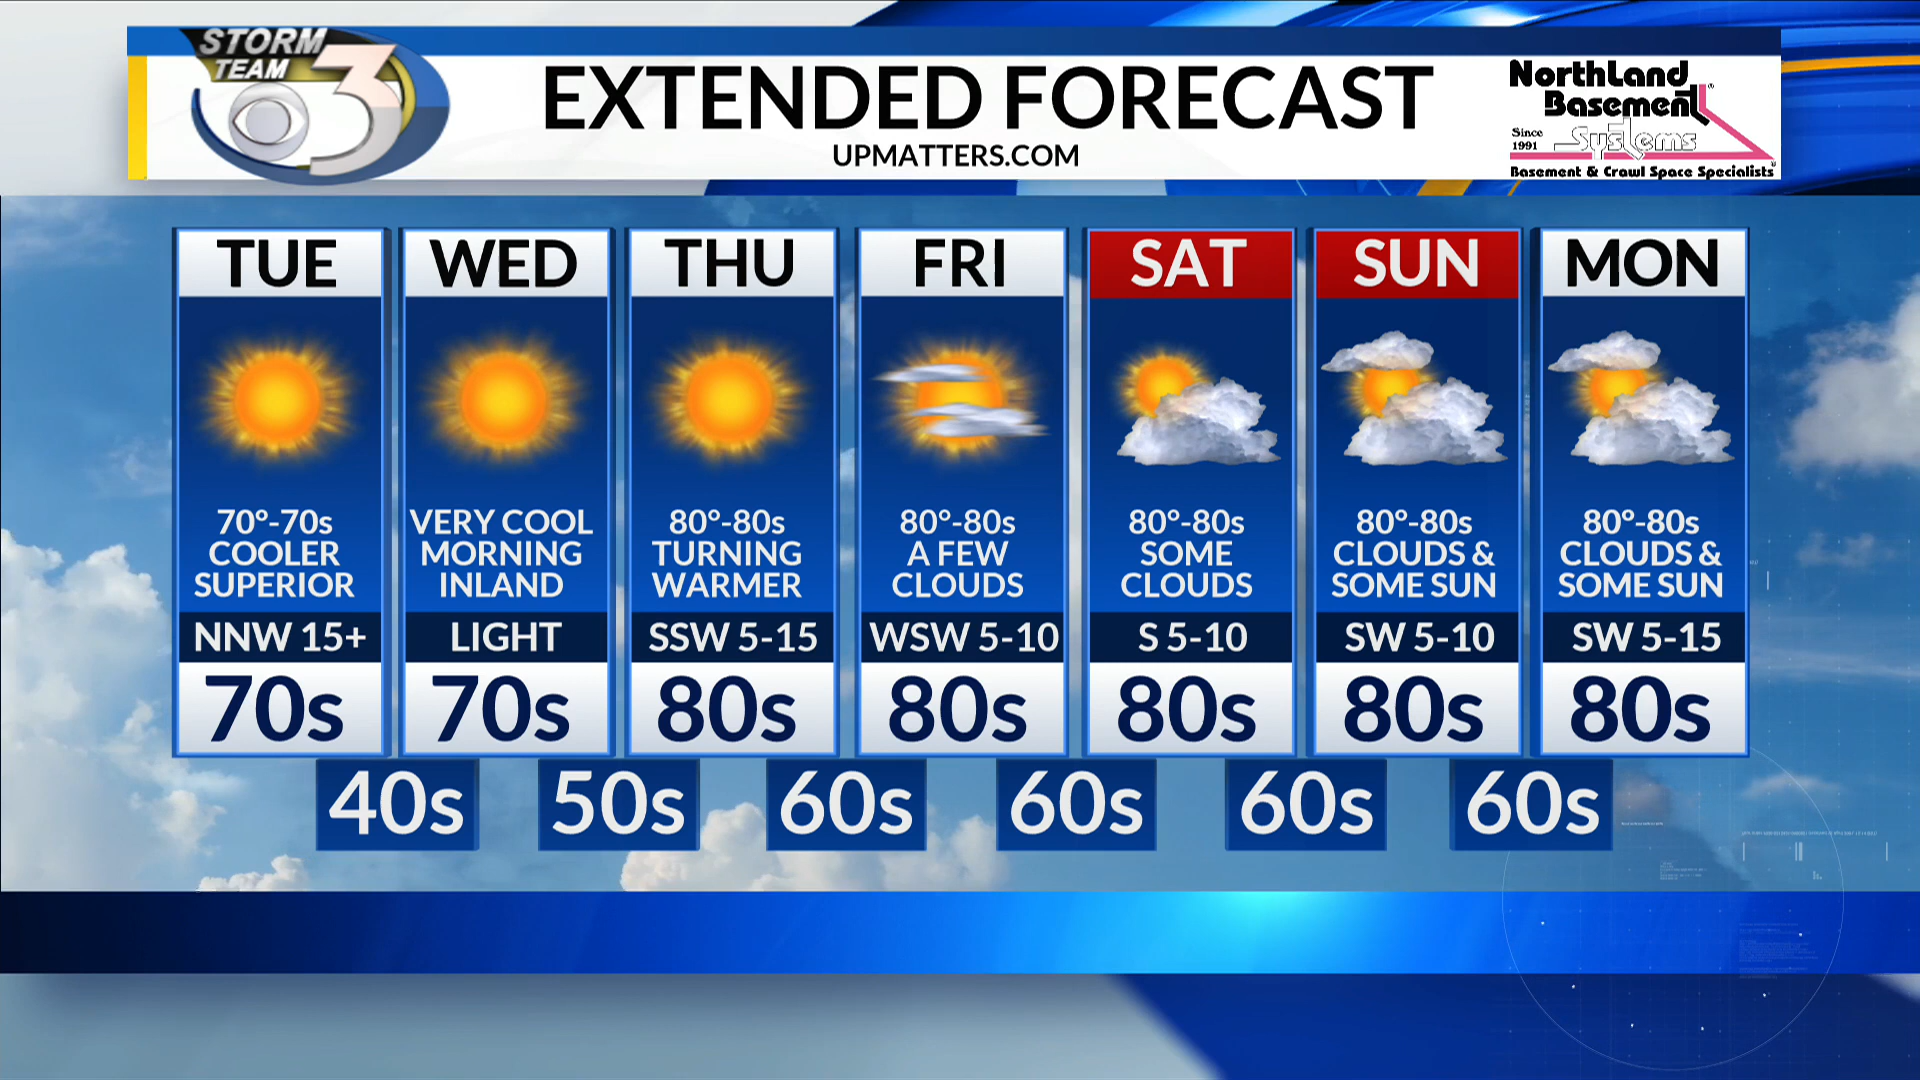 STORM
TEAM
3
EXTENDED FORECAST
UPMATTERS.COM
NorthLand
Basement
Since
1991
Systems
Basement & Crawl Space Specialists
TUE
70°-70s
COOLER
SUPERIOR
NNW 15+
70s
WED
VERY COOL
MORNING
INLAND
LIGHT
70s
THU
80°-80s
TURNING
WARMER
SSW 5-15
80s
FRI
80°-80s
A FEW
CLOUDS
WSW 5-10
80s
SAT
80°-80s
SOME
CLOUDS
S 5-10
80s
SUN
80°-80s
CLOUDS &
SOME SUN
SW 5-10
80s
MON
80°-80s
CLOUDS &
SOME SUN
SW 5-15
80s
40s
50s
60s
60s
60s
60s